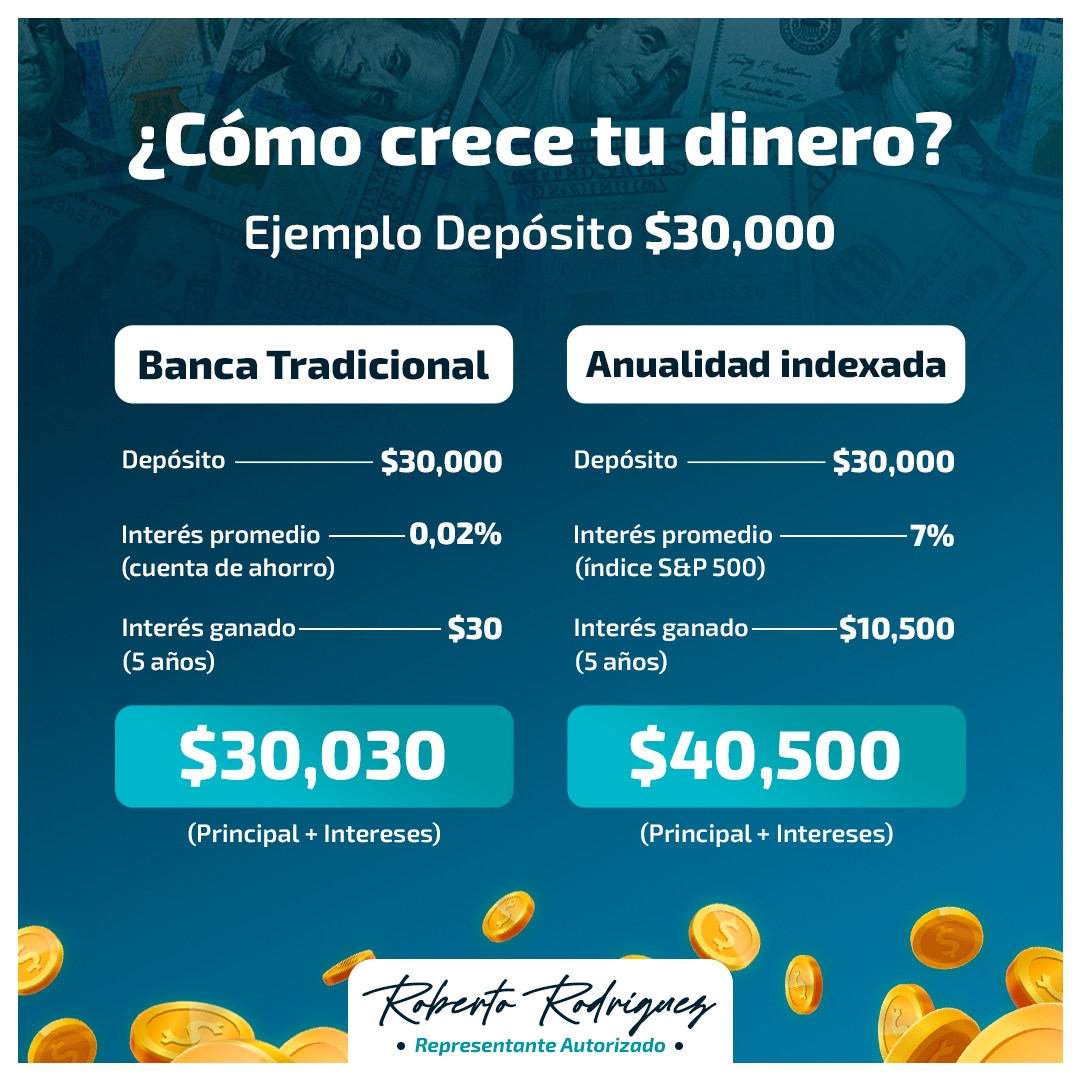 ¿Cómo crece tu dinero?
Ejemplo Depósito $30,000
Banca Tradicional
Depósito $30,000
Interés promedio 0,02%
(cuenta de ahorro)
Interés ganado $30
(5 años)
$30,030
(Principal + Intereses)
Anualidad indexada
Depósito $30,000
Interés promedio 7%
(índice S&P 500)
Interés ganado $10,500
(5 años)
$40,500
(Principal + Intereses)
Roberto Rodriguez
• Representante Autorizado •